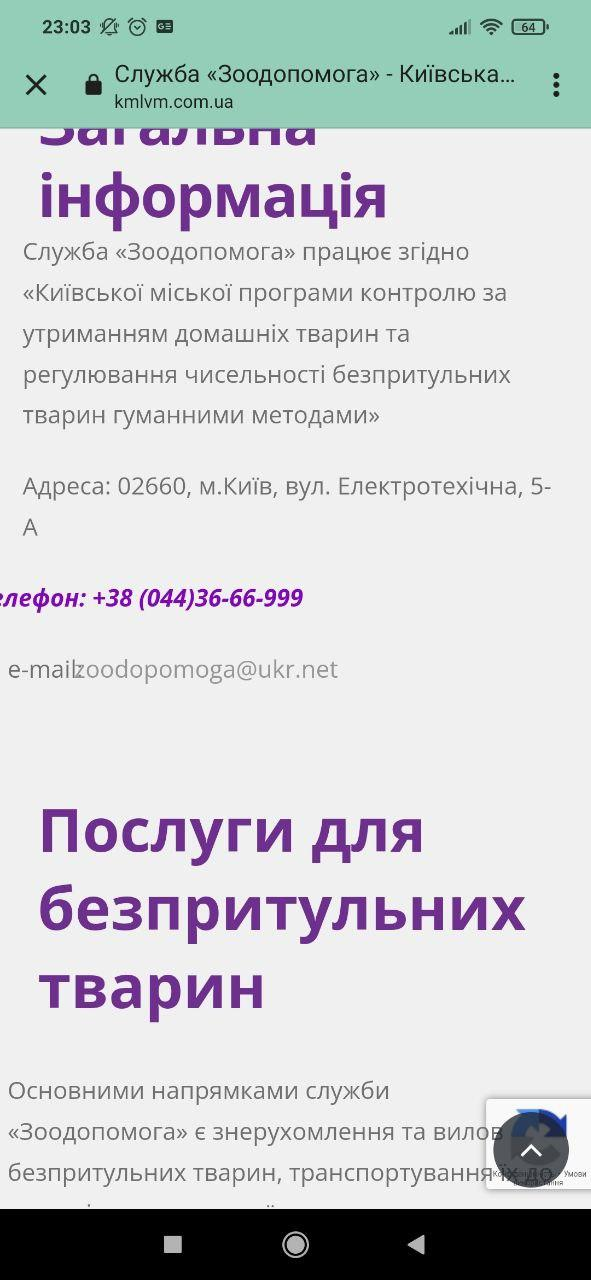 23:03
64
Служба «Зоодопомога» - Київська...
kmlvm.com.ua
Загальна
інформація
Служба «Зоодопомога» працює згідно
«Київської міської програми контролю за
утриманням домашніх тварин та
регулювання чисельності безпритульних
тварин гуманними методами»
Адреса: 02660, м.Київ, вул. Електротехічна, 5-
А
елефон: +38 (044)36-66-999
e-mail: zoodopomoga@ukr.net
Послуги для
безпритульних
тварин
Основними напрямками служби
«Зоодопомога» є знерухомлення та вилов
безпритульних тварин, транспортування їх до